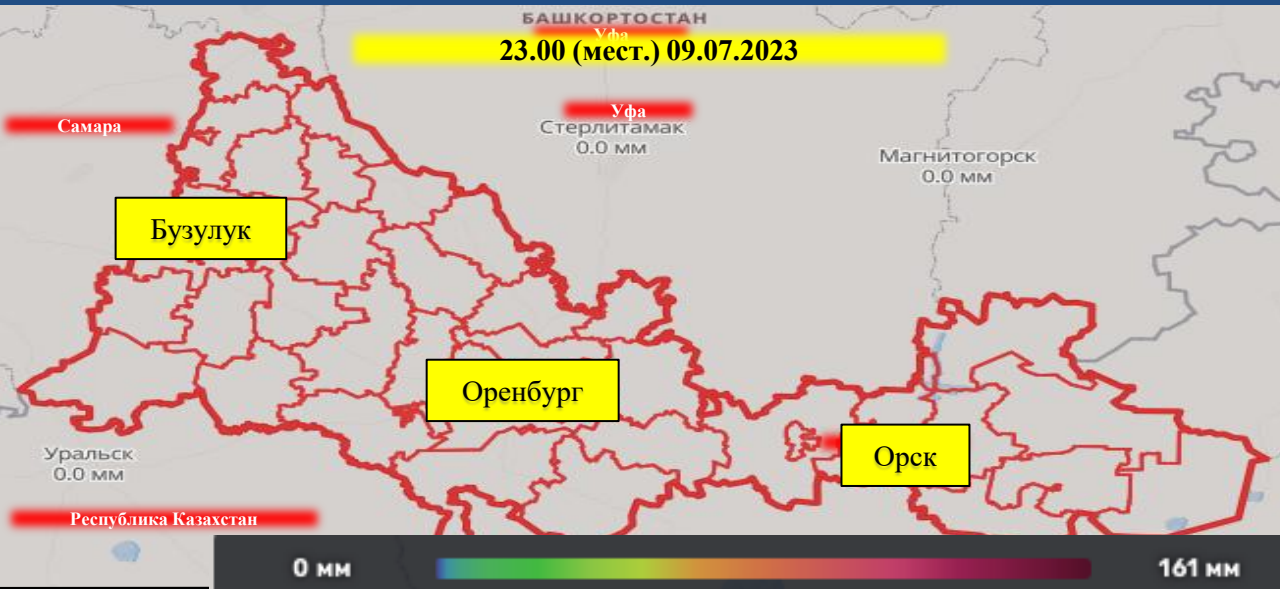 БАШКОРТОСТАН
Уфа
23.00 (мест.) 09.07.2023
Уфа
Самара
Стерлитамак
0.0 мм
Магнитогорск
0.0 мм
Бузулук
Оренбург
Орск
Уральск
0.0 мм
Республика Казахстан
0 мм
161 мм